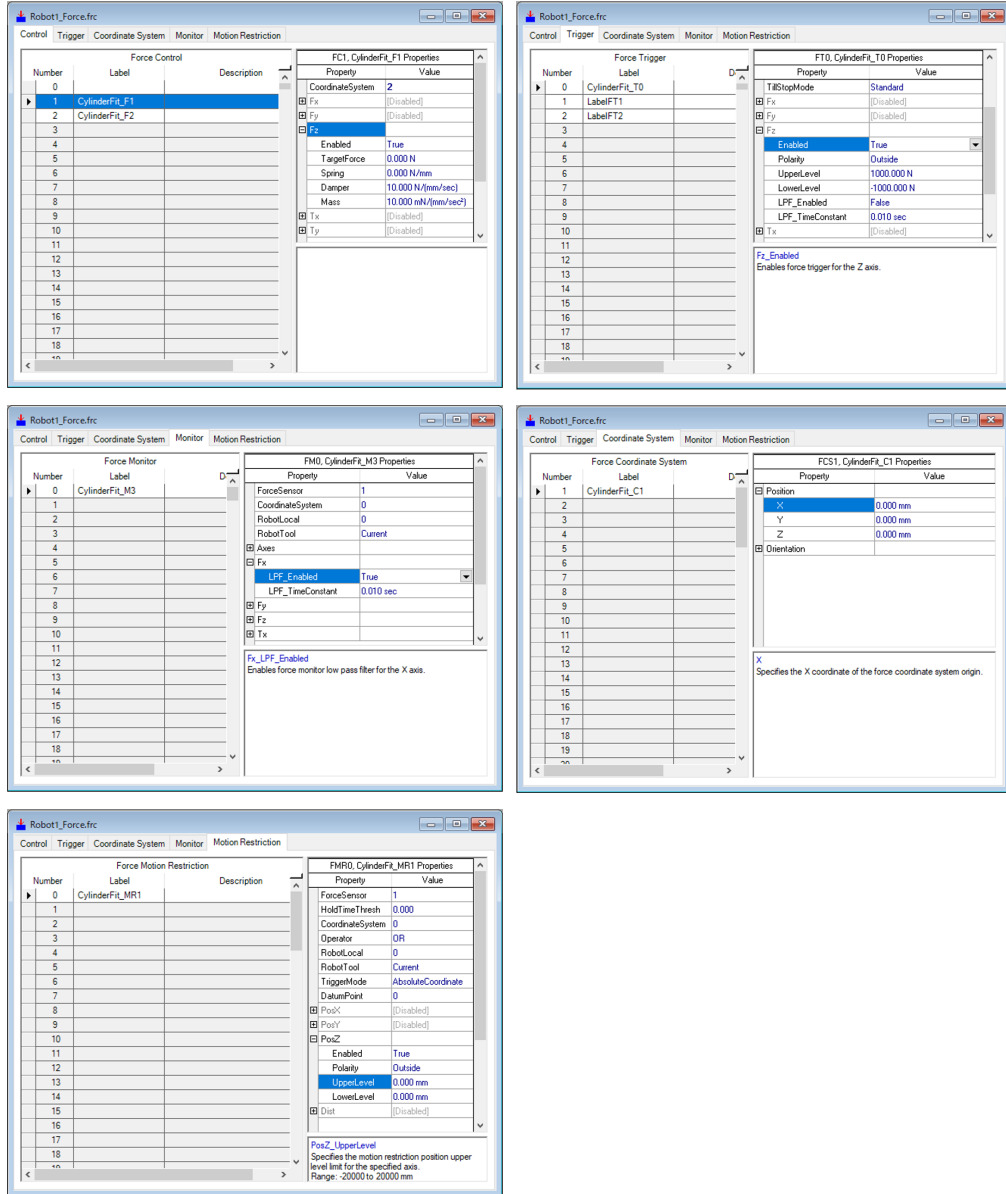 Robot1_Force.frc
Control Trigger Coordinate System Monitor Motion Restriction
Force Control
Number Label Description
0
1 CylinderFit_F1
2 CylinderFit_F2
3
4
5
6
7
8
9
10
11
12
13
14
15
16
17
18
FC1, CylinderFit_F1 Properties
Property Value
CoordinateSystem 2
Fx [Disabled]
Fy [Disabled]
Fz
Enabled True
TargetForce 0.000 N
Spring 0.000 N/mm
Damper 10.000 N/(mm/sec)
Mass 10.000 mN/(mm/sec²)
Tx [Disabled]
Ty [Disabled]
Robot1_Force.frc
Control Trigger Coordinate System Monitor Motion Restriction
Force Trigger
Number Label D
0 CylinderFit_T0
1 LabelFT1
2 LabelFT2
3
4
5
6
7
8
9
10
11
12
13
14
15
16
17
18
FT0, CylinderFit_T0 Properties
Property Value
TillStopMode Standard
Fx [Disabled]
Fy [Disabled]
Fz
Enabled True
Polarity Outside
UpperLevel 1000.000 N
LowerLevel -1000.000 N
LPF_Enabled False
LPF_TimeConstant 0.010 sec
Tx [Disabled]
Fz_Enabled
Enables force trigger for the Z axis.
Robot1_Force.frc
Control Trigger Coordinate System Monitor Motion Restriction
Force Monitor
Number Label D
0 CylinderFit_M3
1
2
3
4
5
6
7
8
9
10
11
12
13
14
15
16
17
18
FM0, CylinderFit_M3 Properties
Property Value
ForceSensor 1
CoordinateSystem 0
RobotLocal 0
RobotTool Current
Axes
Fx
LPF_Enabled True
LPF_TimeConstant 0.010 sec
Fy
Fz
Tx
Fx_LPF_Enabled
Enables force monitor low pass filter for the X axis.
Robot1_Force.frc
Control Trigger Coordinate System Monitor Motion Restriction
Force Coordinate System
Number Label D
1 CylinderFit_C1
2
3
4
5
6
7
8
9
10
11
12
13
14
15
16
17
18
19
FCS1, CylinderFit_C1 Properties
Property Value
Position
X 0.000 mm
Y 0.000 mm
Z 0.000 mm
Orientation
X
Specifies the X coordinate of the force coordinate system origin.
Robot1_Force.frc
Control Trigger Coordinate System Monitor Motion Restriction
Force Motion Restriction
Number Label Description
0 CylinderFit_MR1
1
2
3
4
5
6
7
8
9
10
11
12
13
14
15
16
17
18
FMR0, CylinderFit_MR1 Properties
Property Value
ForceSensor 1
HoldTimeThresh 0.000
CoordinateSystem 0
Operator OR
RobotLocal 0
RobotTool Current
TriggerMode AbsoluteCoordinate
DatumPoint 0
PosX [Disabled]
PosY [Disabled]
PosZ
Enabled True
Polarity Outside
UpperLevel 0.000 mm
LowerLevel 0.000 mm
Dist [Disabled]
PosZ_UpperLevel
Specifies the motion restriction position upper
level limit for the specified axis.
Range: -20000 to 20000 mm